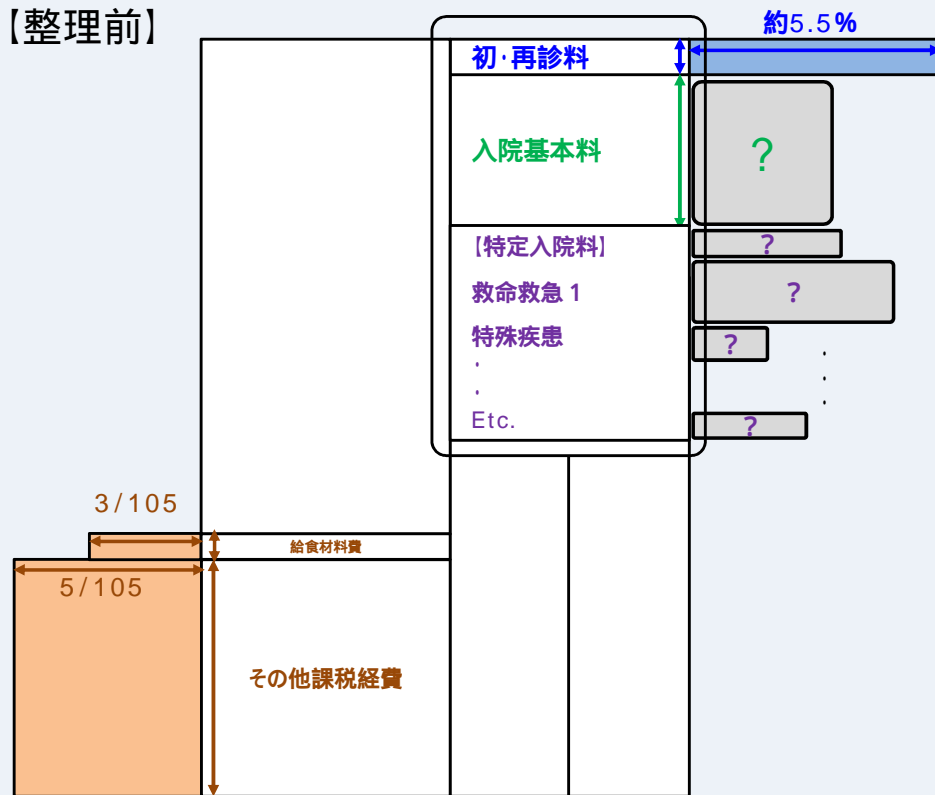 【整理前】
約5.5%
初・再診料
入院基本料
?
【特定入院料】
?
救命救急1
?
特殊疾患
?
・
・
・
・
・
Etc.
?
3/105
給食材料費
5/105
その他課税経費